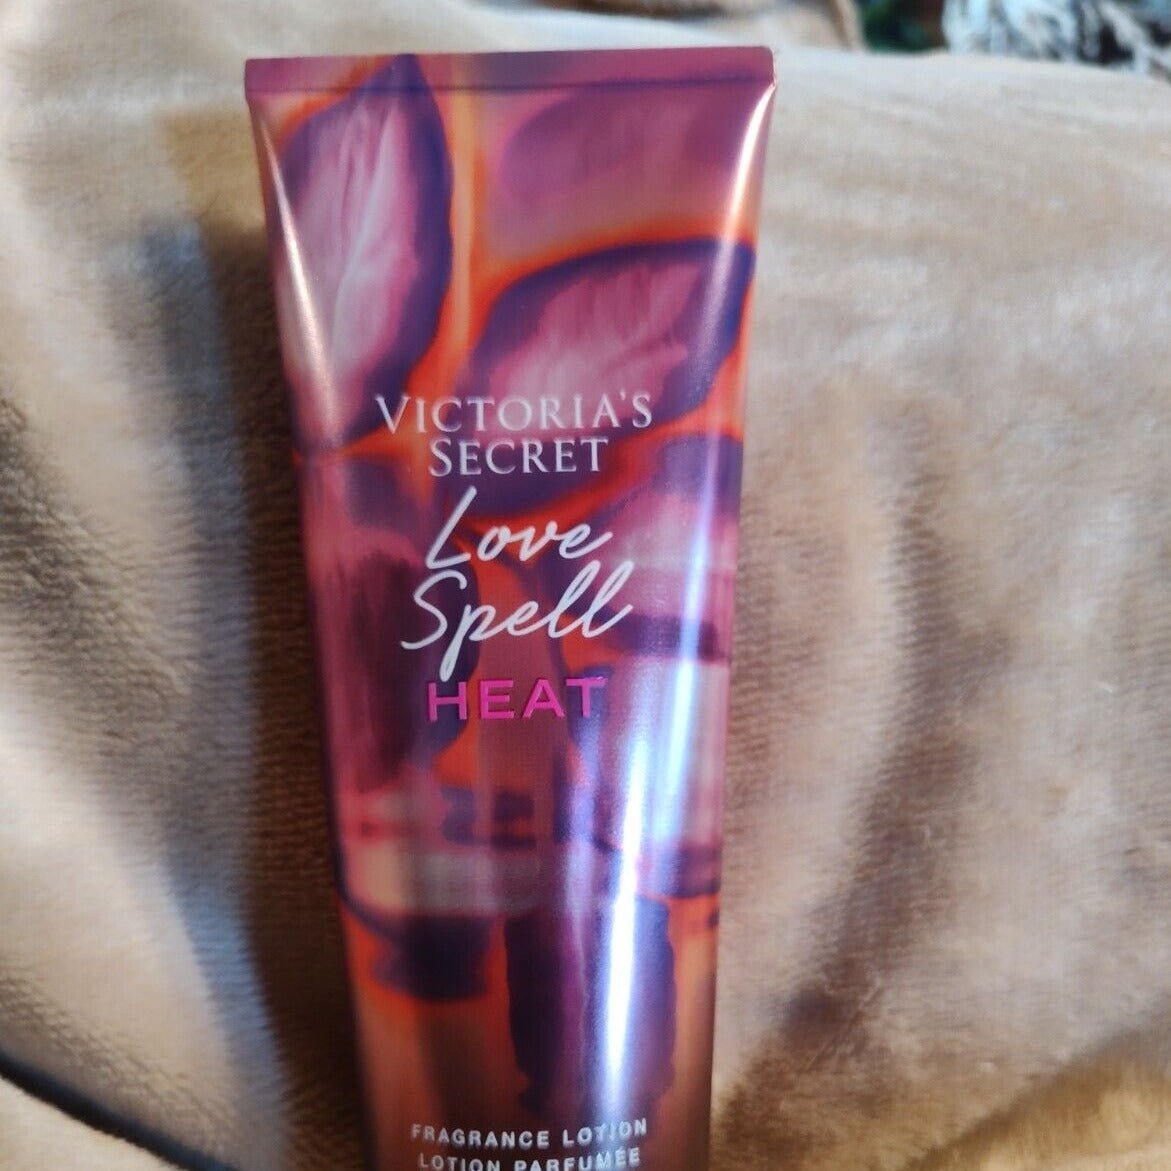 VICTORIA'S
SECRET
Love
Spell
HEAT
FRAGRANCE LOTION
LOTION PARFUMÉE